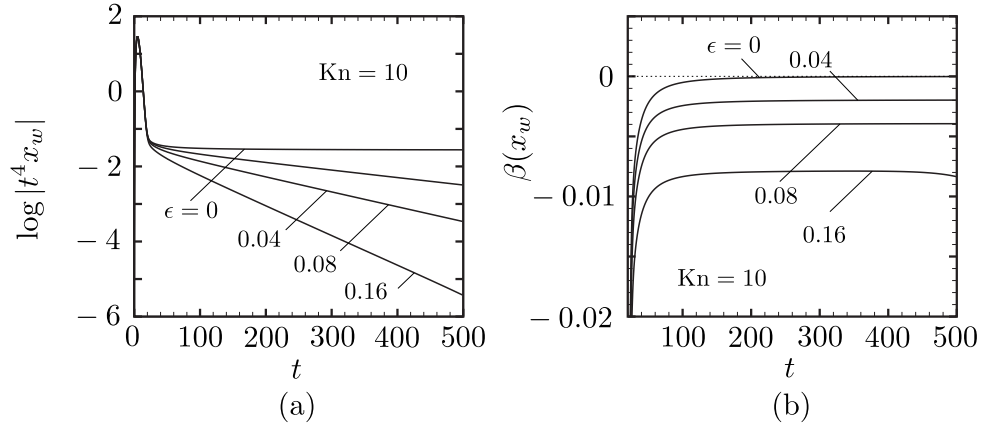 log |t⁴ x_w|
2
0
− 2
− 4
− 6
Kn = 10
ϵ = 0
0.04
0.08
0.16
0 100 200 300 400 500
t
(a)
β(x_w)
0
− 0.01
− 0.02
ϵ = 0
0.04
0.08
0.16
Kn = 10
100 200 300 400 500
t
(b)